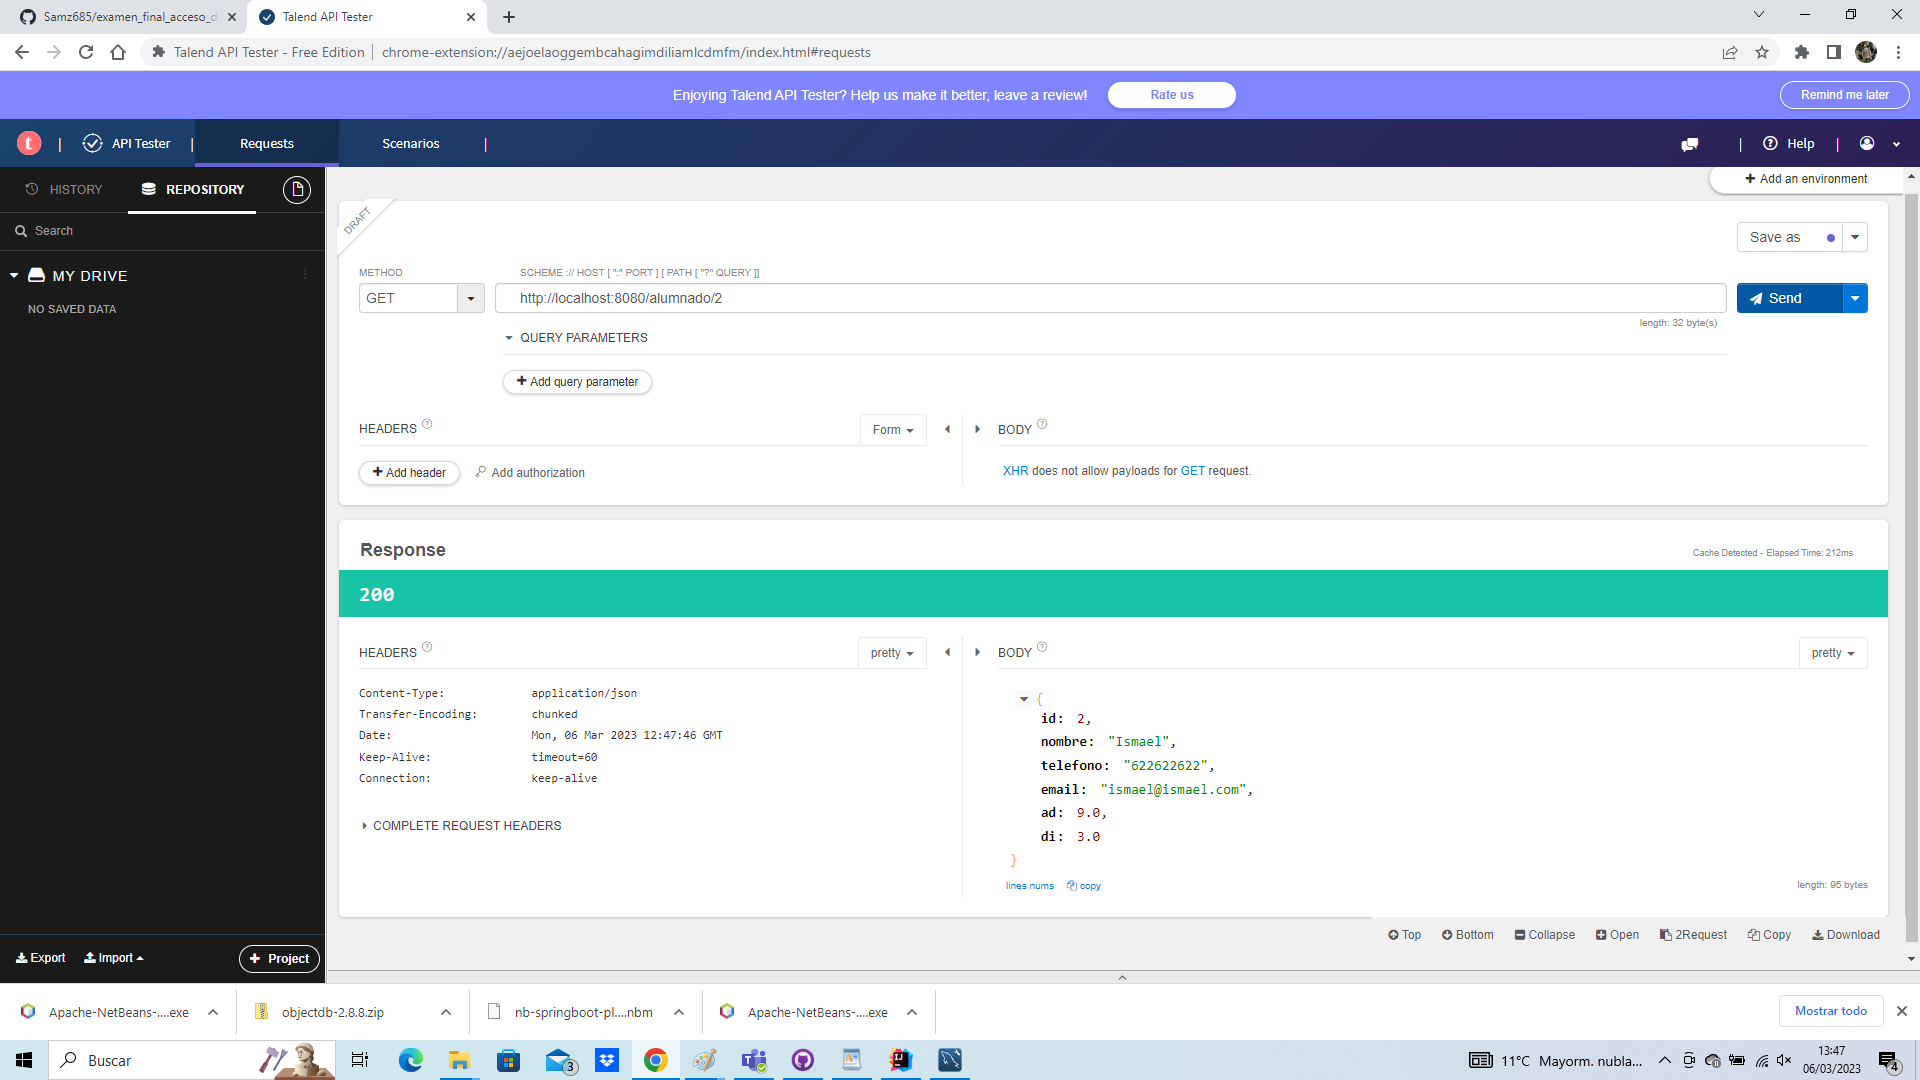 Samz685/examen_final_acceso_d
Talend API Tester
Talend API Tester - Free Edition
chrome-extension://aejoelaoggembcahagimdiliamlcdmfm/index.html#requests
Enjoying Talend API Tester? Help us make it better, leave a review!
Rate us
Remind me later
t
API Tester
Requests
Scenarios
Help
HISTORY
REPOSITORY
Add an environment
Search
DRAFT
Save as
MY DRIVE
METHOD
SCHEME :// HOST [ ":" PORT ] [ PATH [ "?" QUERY ]]
NO SAVED DATA
GET
http://localhost:8080/alumnado/2
Send
length: 32 byte(s)
QUERY PARAMETERS
Add query parameter
HEADERS
Form
BODY
Add header
Add authorization
XHR does not allow payloads for GET request.
Response
Cache Detected - Elapsed Time: 212ms
200
HEADERS
pretty
BODY
pretty
Content-Type: application/json
Transfer-Encoding: chunked
Date: Mon, 06 Mar 2023 12:47:46 GMT
Keep-Alive: timeout=60
Connection: keep-alive
COMPLETE REQUEST HEADERS
{
id: 2,
nombre: "Ismael",
telefono: "622622622",
email: "ismael@ismael.com",
ad: 9.0,
di: 3.0
}
lines nums
copy
length: 95 bytes
Top
Bottom
Collapse
Open
2Request
Copy
Download
Export
Import
Project
Apache-NetBeans-....exe
objectdb-2.8.8.zip
nb-springboot-pl....nbm
Apache-NetBeans-....exe
Mostrar todo
Buscar
3
11°C Mayorm. nubla...
13:47
06/03/2023
4